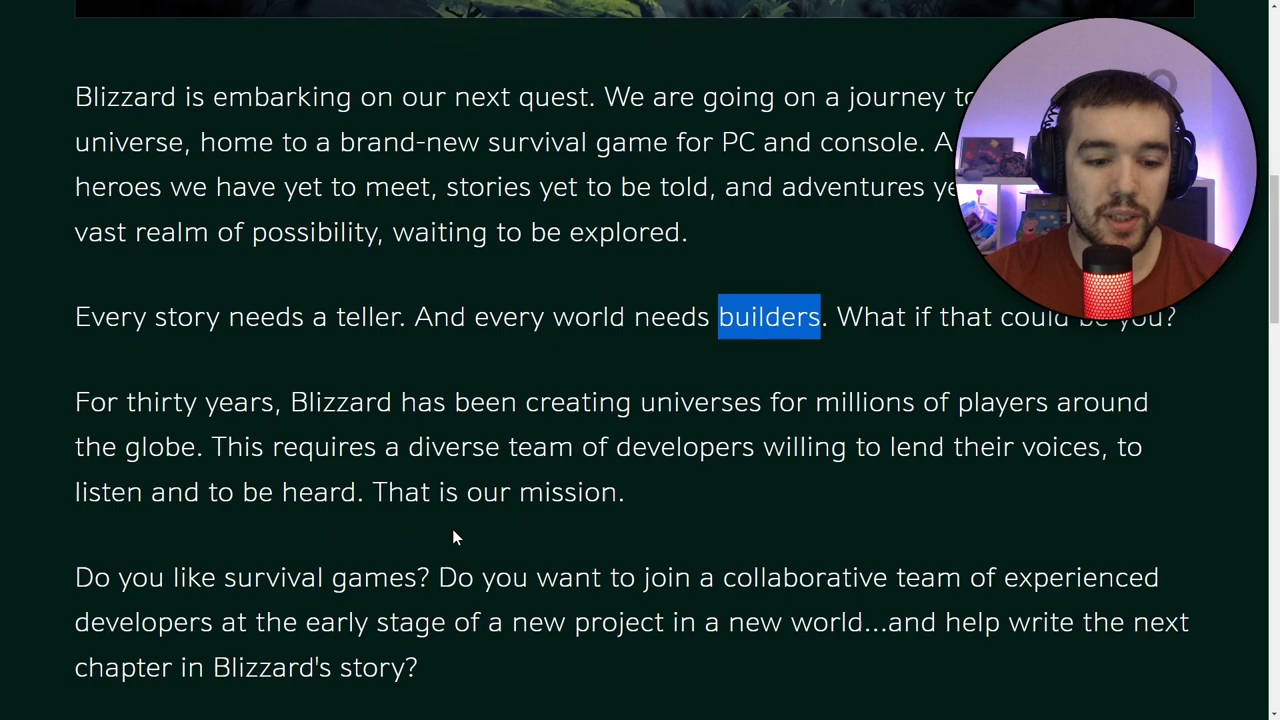 Blizzard is embarking on our next quest. We are going on a journey to
universe, home to a brand-new survival game for PC and console. A
heroes we have yet to meet, stories yet to be told, and adventures ye
vast realm of possibility, waiting to be explored.
Every story needs a teller. And every world needs builders. What if that could be you?
For thirty years, Blizzard has been creating universes for millions of players around
the globe. This requires a diverse team of developers willing to lend their voices, to
listen and to be heard. That is our mission.
Do you like survival games? Do you want to join a collaborative team of experienced
developers at the early stage of a new project in a new world...and help write the next
chapter in Blizzard's story?